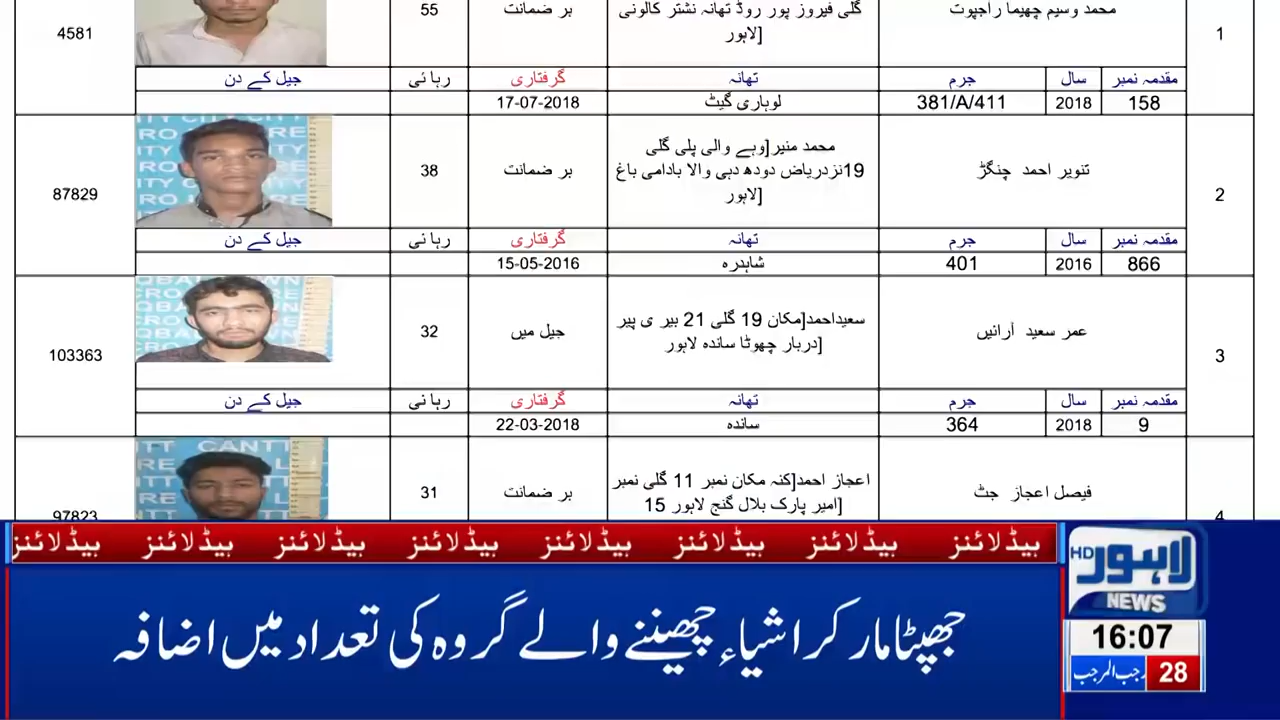 محمد وسیم چھیما راجپوت
1
گلی فیروز پور روڈ تھانہ نشتر کالونی
[لاہور
بر ضمانت
55
4581
مقدمہ نمبر سال جرم تھانہ گرفتاری رہائی جیل کے دن
158 2018 381/A/411 لوہاری گیٹ 17-07-2018
2
تنویر احمد چنگڑ
محمد منیر[وہے والی پلی گلی
19نزدریاض دودھ دہی والا بادامی باغ
[لاہور
بر ضمانت
38
87829
مقدمہ نمبر سال جرم تھانہ گرفتاری رہائی جیل کے دن
866 2016 401 شاہدرہ 15-05-2016
3
عمر سعید آرائیں
سعیداحمد[مکان 19 گلی 21 بیر ی پیر
[دربار چھوٹا ساندہ لاہور
جیل میں
32
103363
مقدمہ نمبر سال جرم تھانہ گرفتاری رہائی جیل کے دن
9 2018 364 ساندہ 22-03-2018
4
فیصل اعجاز جٹ
اعجاز احمد[کنہ مکان نمبر 11 گلی نمبر
[امیر پارک بلال گنج لاہور 15
بر ضمانت
31
97823
ہیڈلائنز ہیڈلائنز ہیڈلائنز ہیڈلائنز ہیڈلائنز ہیڈلائنز ہیڈلائنز ہیڈلائنز
جھپٹا مار کر اشیاء چھیننے والے گروہ کی تعداد میں اضافہ
لاہور HD
NEWS
16:07
28 رجب المرجب